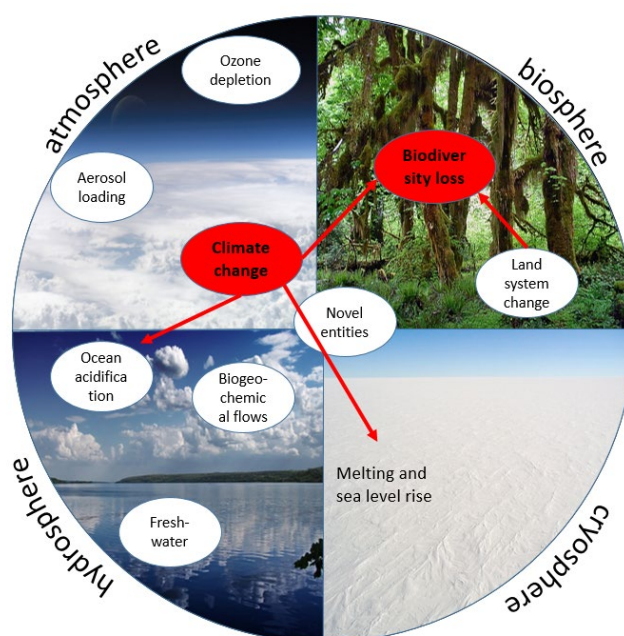 atmosphere
biosphere
Ozone
depletion
Aerosol
loading
Biodiver
sity loss
Climate
change
Land
system
change
Novel
entities
Ocean
acidifica
tion
Biogeo-
chemic
al flows
Melting and
sea level rise
Fresh-
water
hydrosphere
cryosphere